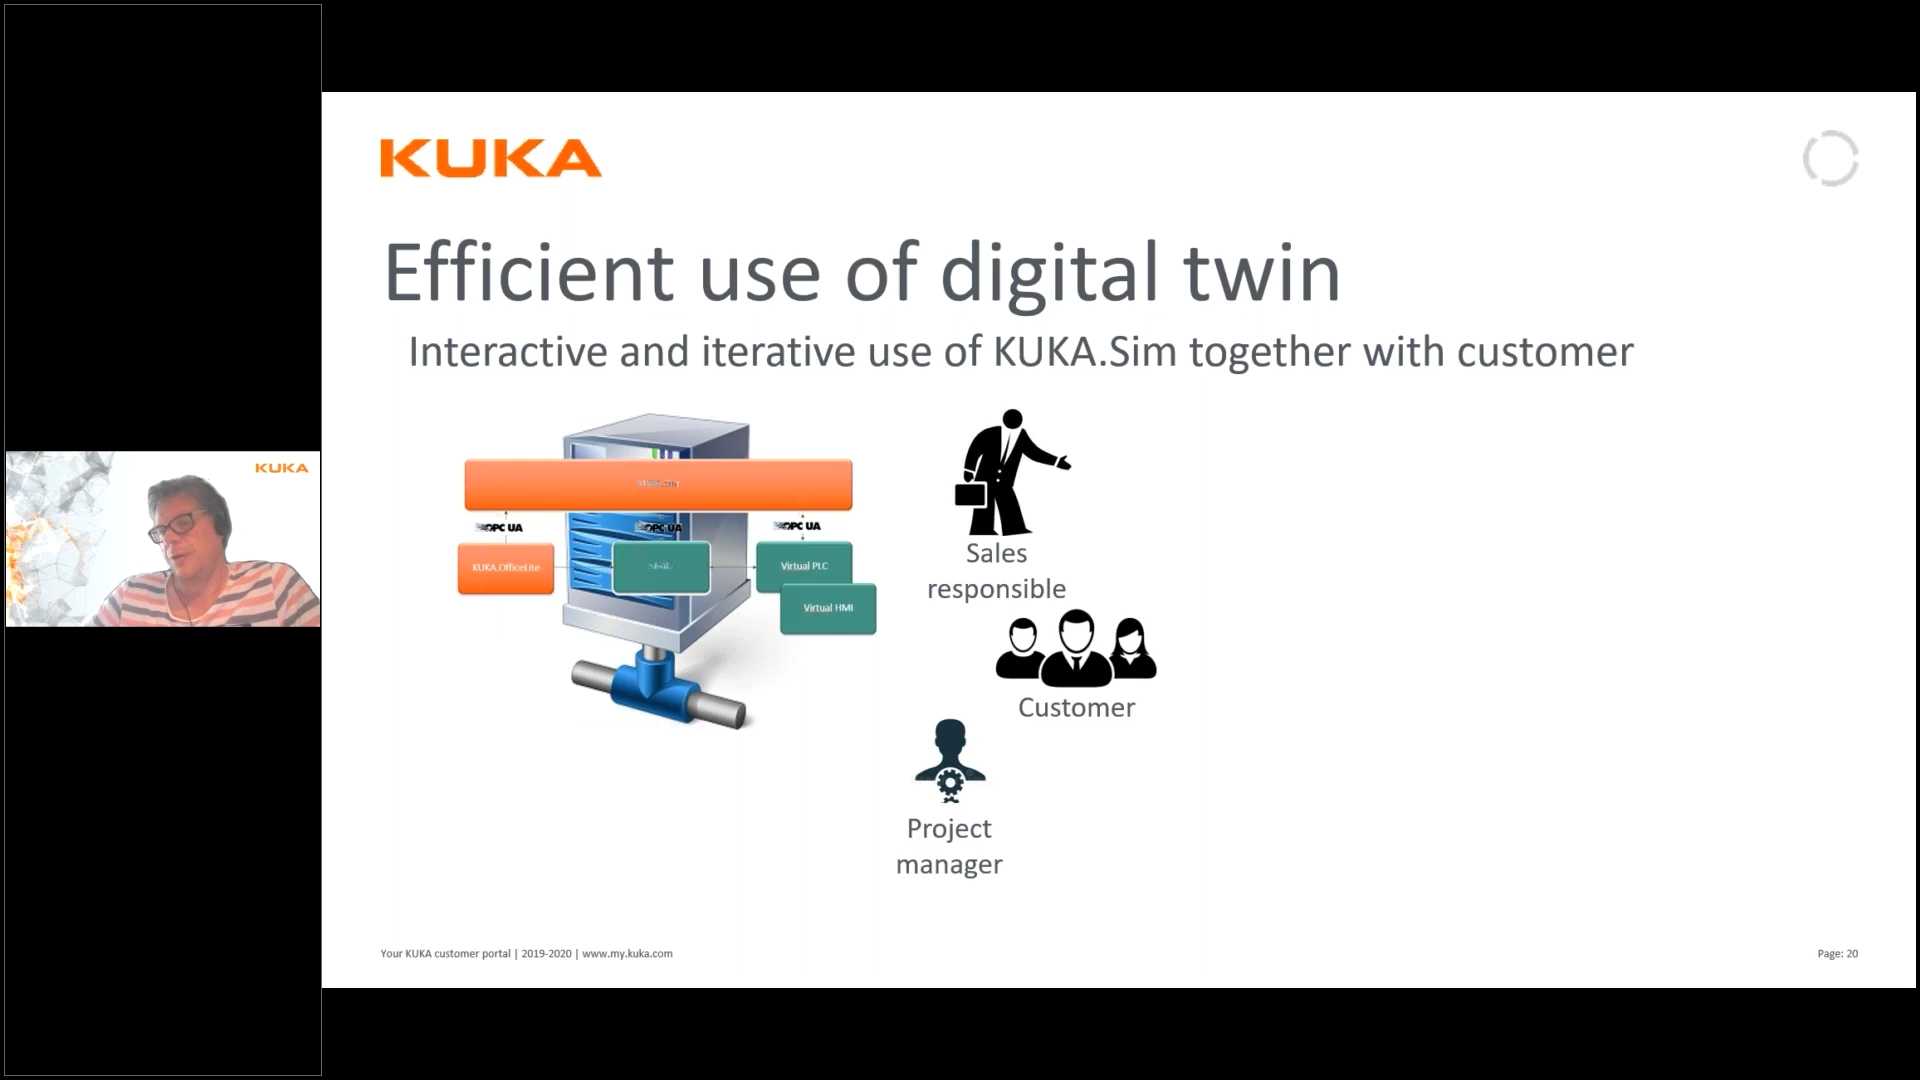 KUKA
KUKA
Efficient use of digital twin
Interactive and iterative use of KUKA.Sim together with customer
OPC UA
OPC UA
OPC UA
KUKA.OfficeLite
Virtual PLC
Virtual HMI
Sales
responsible
Customer
Project
manager
Your KUKA customer portal | 2019-2020 | www.my.kuka.com
Page: 20